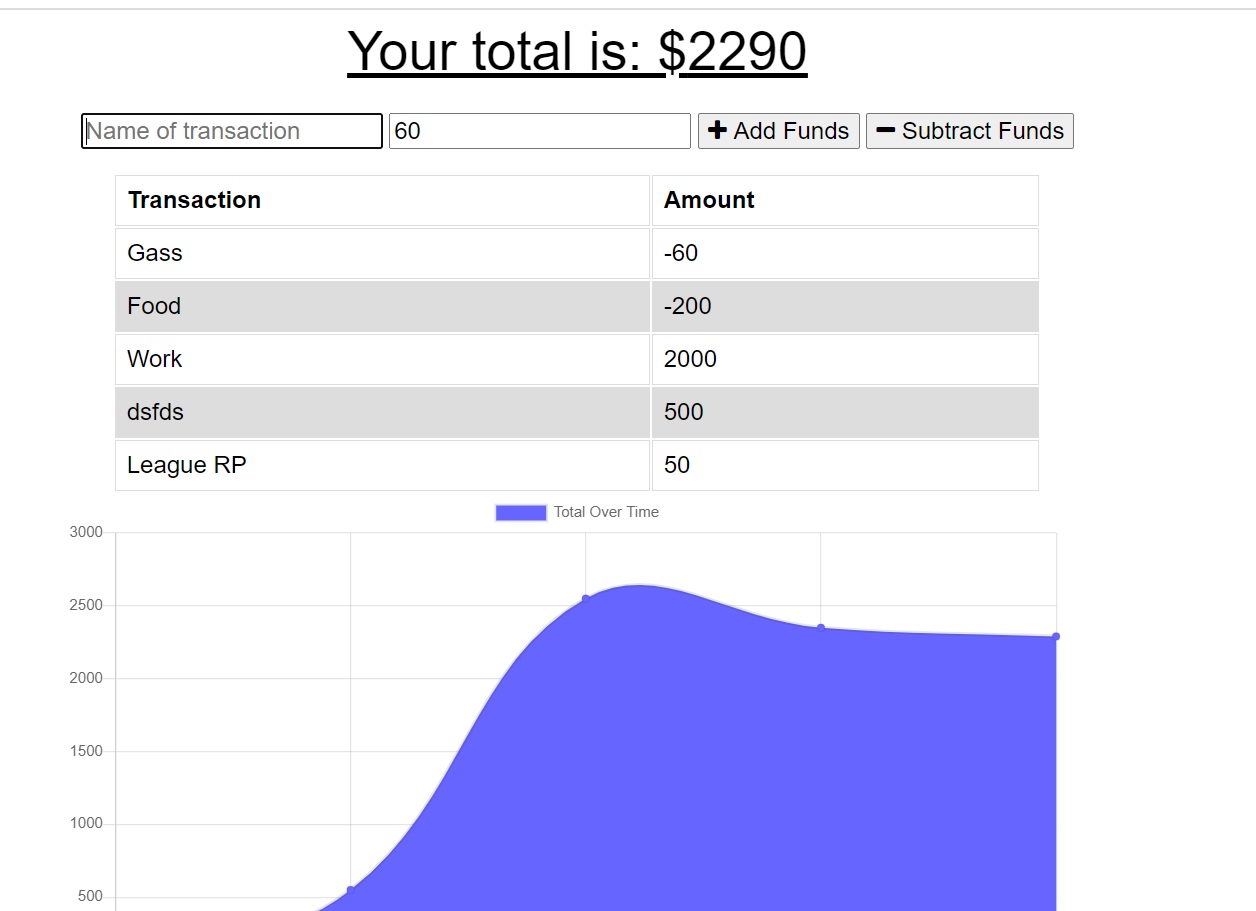 Your total is: $2290
Name of transaction 60 Add Funds Subtract Funds
Transaction Amount
Gass -60
Food -200
Work 2000
dsfds 500
League RP 50
Total Over Time
3000
2500
2000
1500
1000
500